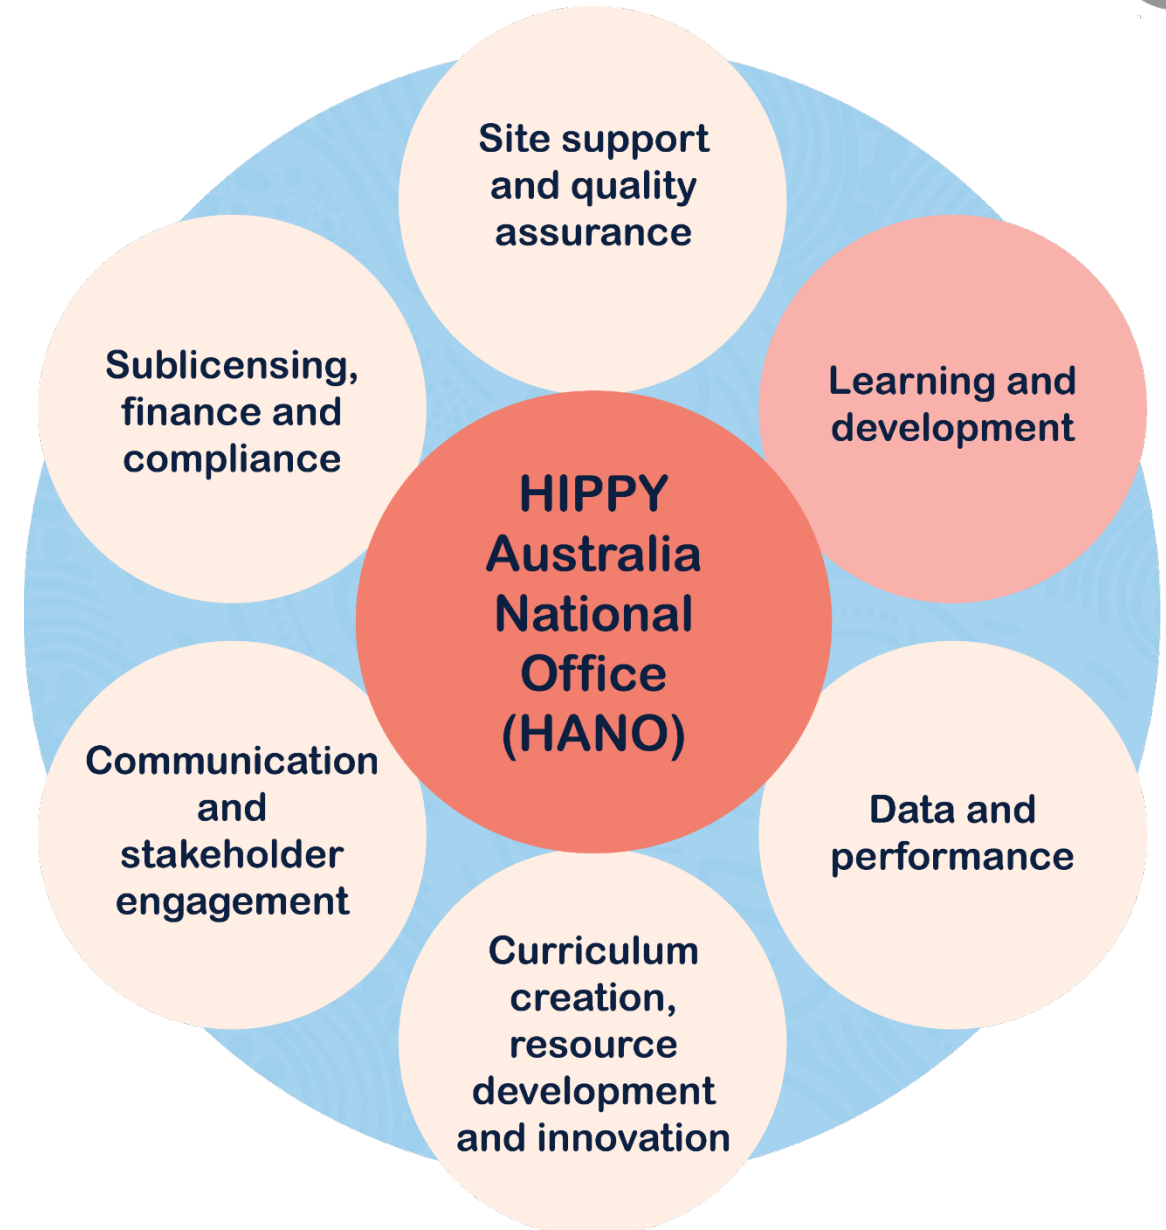 Site support
and quality
assurance
Learning and
development
Data and
performance
Curriculum
creation,
resource
development
and innovation
Communication
and
stakeholder
engagement
Sublicensing,
finance and
compliance
HIPPY
Australia
National
Office
(HANO)